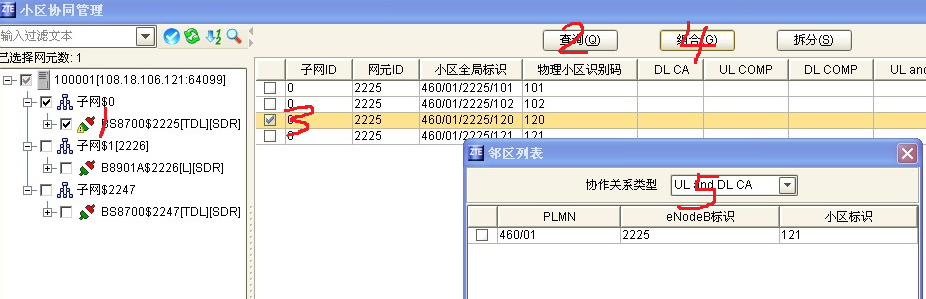 ZTE 小区协同管理
输入过滤文本
已选择网元数: 1
100001[108.18.106.121:64099]
子网$0
BS8700$2225[TDL][SDR]
子网$1[2226]
B8901A$2226[L][SDR]
子网$2247
BS8700$2247[TDL][SDR]
1
查询(Q) 组合(G) 拆分(S)
2 4
子网ID 网元ID 小区全局标识 物理小区识别码 DL CA UL COMP DL COMP UL and
0 2225 460/01/2225/101 101
0 2225 460/01/2225/102 102
0 2225 460/01/2225/120 120
0 2225 460/01/2225/121 121
3
ZTE 邻区列表
协作关系类型 UL and DL CA
5
PLMN eNodeB标识 小区标识
460/01 2225 121